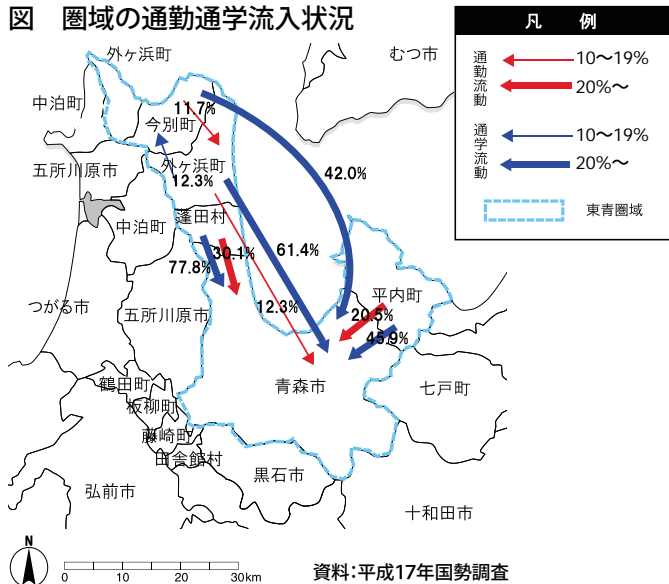 図 圏域の通勤通学流入状況
凡 例
通勤流動
10〜19%
20%〜
通学流動
10〜19%
20%〜
東青圏域
外ヶ浜町
むつ市
中泊町
11.7%
今別町
五所川原市
外ヶ浜町
12.3%
42.0%
蓬田村
中泊町
30.1%
61.4%
77.8%
つがる市
五所川原市
12.3%
平内町
20.5%
45.9%
青森市
七戸町
鶴田町
板柳町
藤崎町
田舎館村
黒石市
弘前市
十和田市
N
0 10 20 30km
資料:平成17年国勢調査